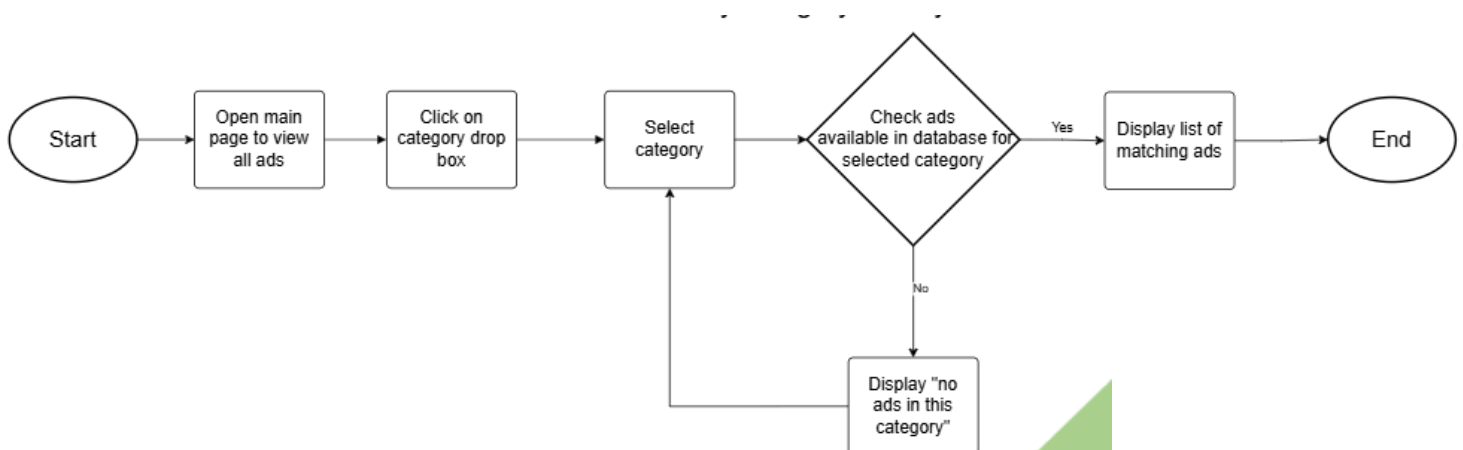 Start
Open main
page to view
all ads
Click on
category drop
box
Select
category
Check ads
available in database for
selected category
Yes
Display list of
matching ads
End
No
Display "no
ads in this
category"